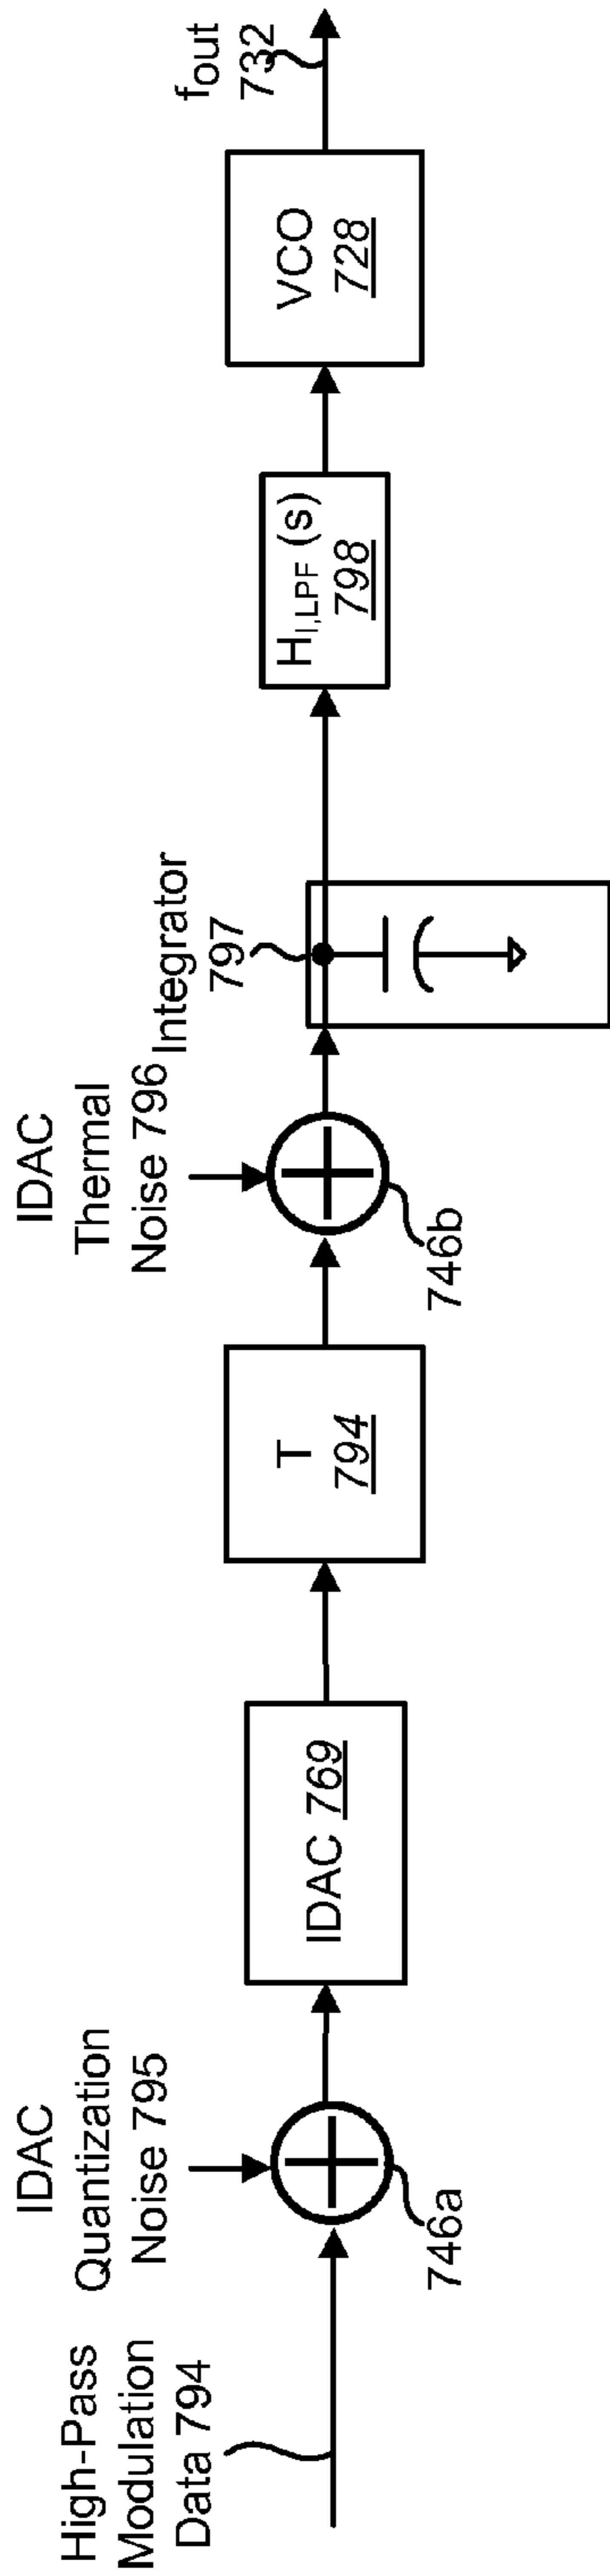 High-Pass
Modulation
Data 794
IDAC
Quantization
Noise 795
746a
IDAC 769
T
794
IDAC
Thermal
Noise 796
746b
Integrator
797
H_I,LPF (s)
798
VCO
728
fout
732